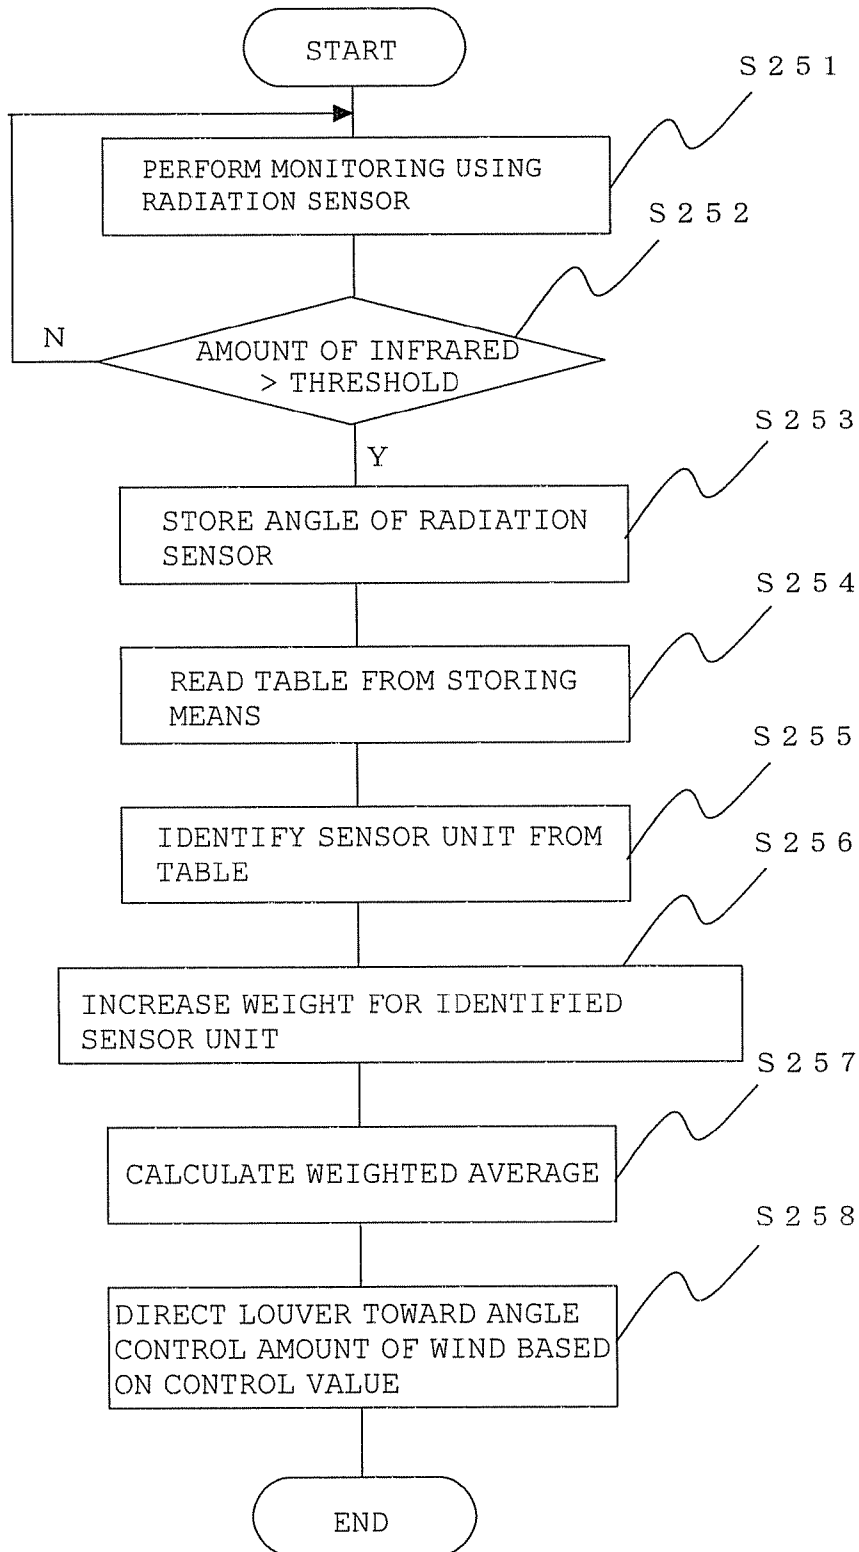 START
S251
PERFORM MONITORING USING
RADIATION SENSOR
S252
N
AMOUNT OF INFRARED
> THRESHOLD
Y
S253
STORE ANGLE OF RADIATION
SENSOR
S254
READ TABLE FROM STORING
MEANS
S255
IDENTIFY SENSOR UNIT FROM
TABLE
S256
INCREASE WEIGHT FOR IDENTIFIED
SENSOR UNIT
S257
CALCULATE WEIGHTED AVERAGE
S258
DIRECT LOUVER TOWARD ANGLE
CONTROL AMOUNT OF WIND BASED
ON CONTROL VALUE
END